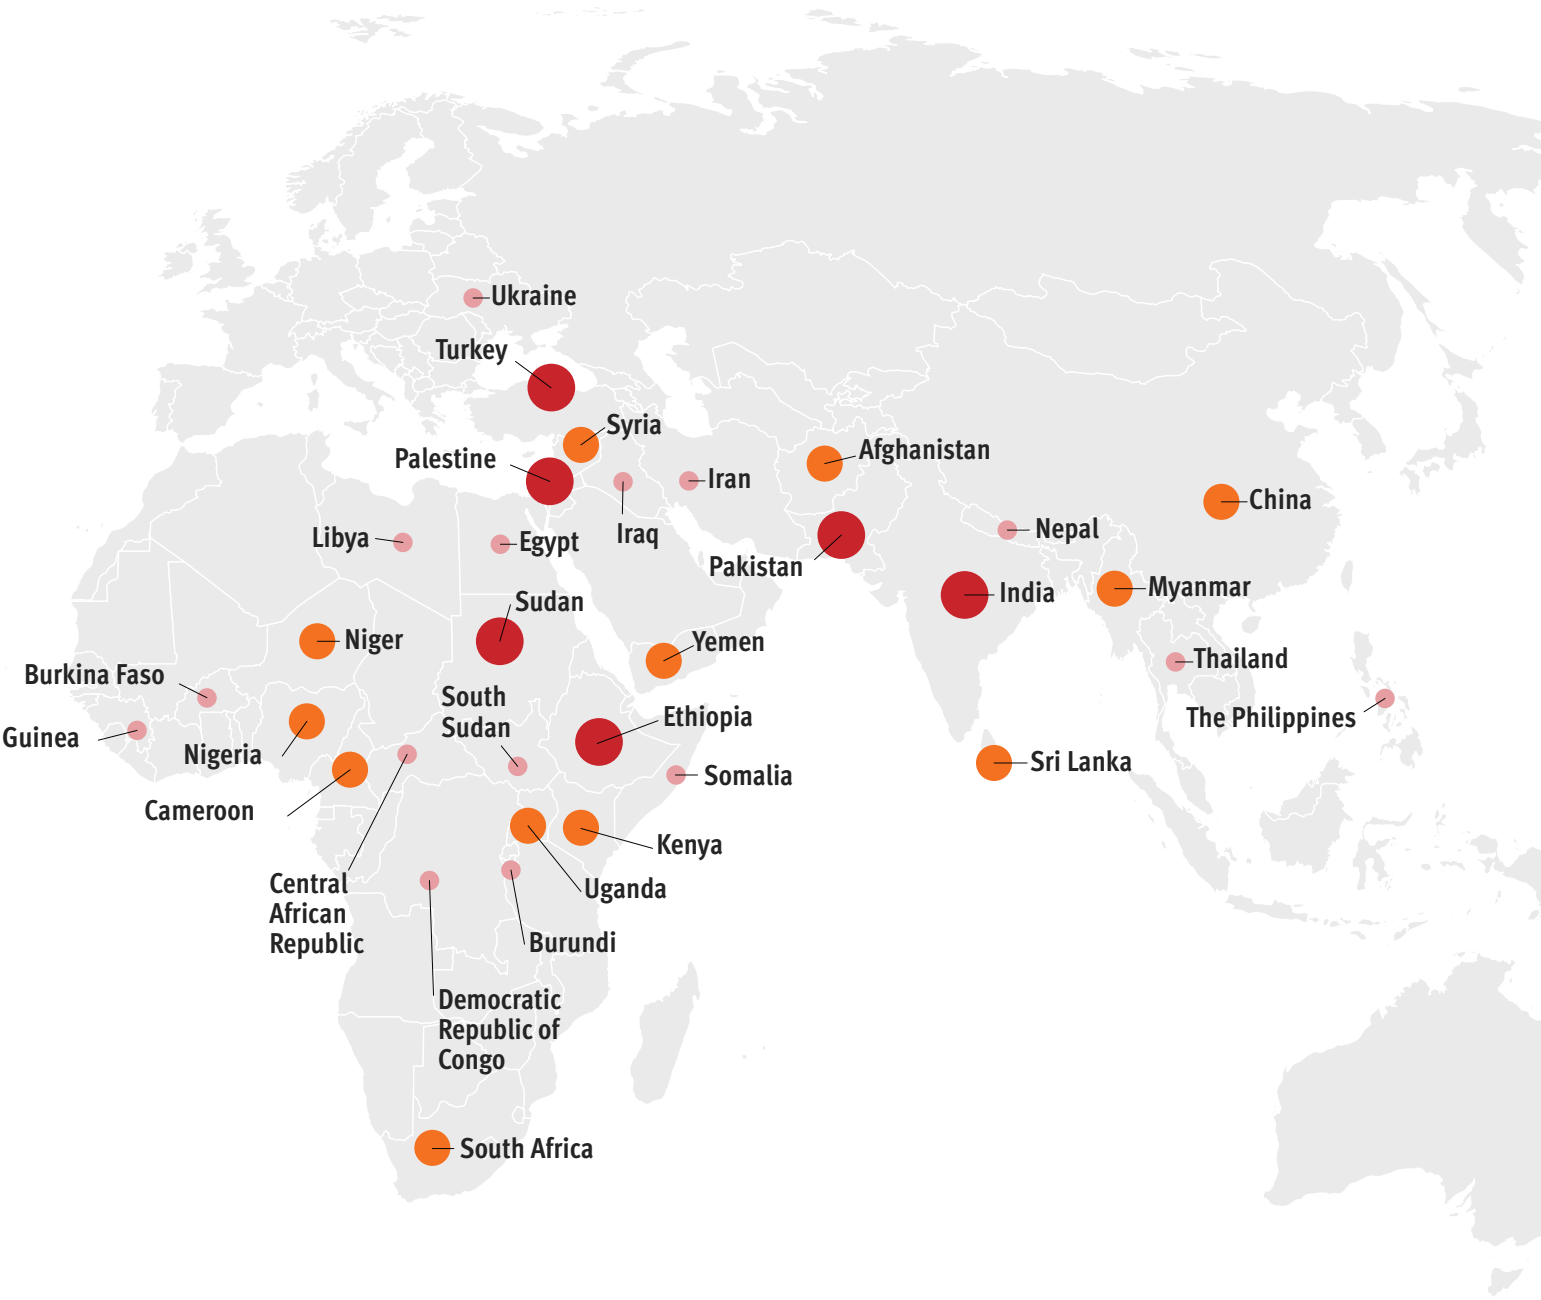 Ukraine
Turkey
Syria
Afghanistan
Palestine
Iran
China
Iraq
Nepal
Libya
Egypt
Pakistan
Myanmar
India
Sudan
Niger
Yemen
Thailand
Burkina Faso
South
Sudan
Ethiopia
The Philippines
Guinea
Nigeria
Sri Lanka
Somalia
Cameroon
Kenya
Central
African
Republic
Uganda
Burundi
Democratic
Republic of
Congo
South Africa